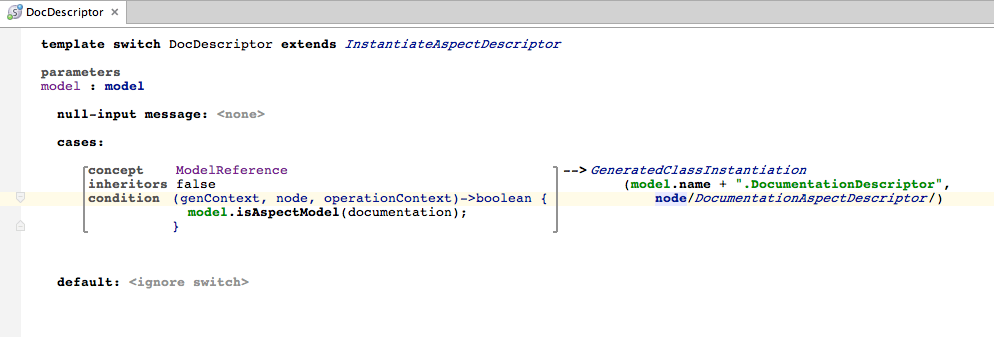 DocDescriptor ×
template switch DocDescriptor extends InstantiateAspectDescriptor
parameters
model : model
null-input message: <none>
cases:
concept ModelReference --> GeneratedClassInstantiation
inheritors false (model.name + ".DocumentationDescriptor",
condition (genContext, node, operationContext)->boolean { node/DocumentationAspectDescriptor/)
model.isAspectModel(documentation);
}
default: <ignore switch>